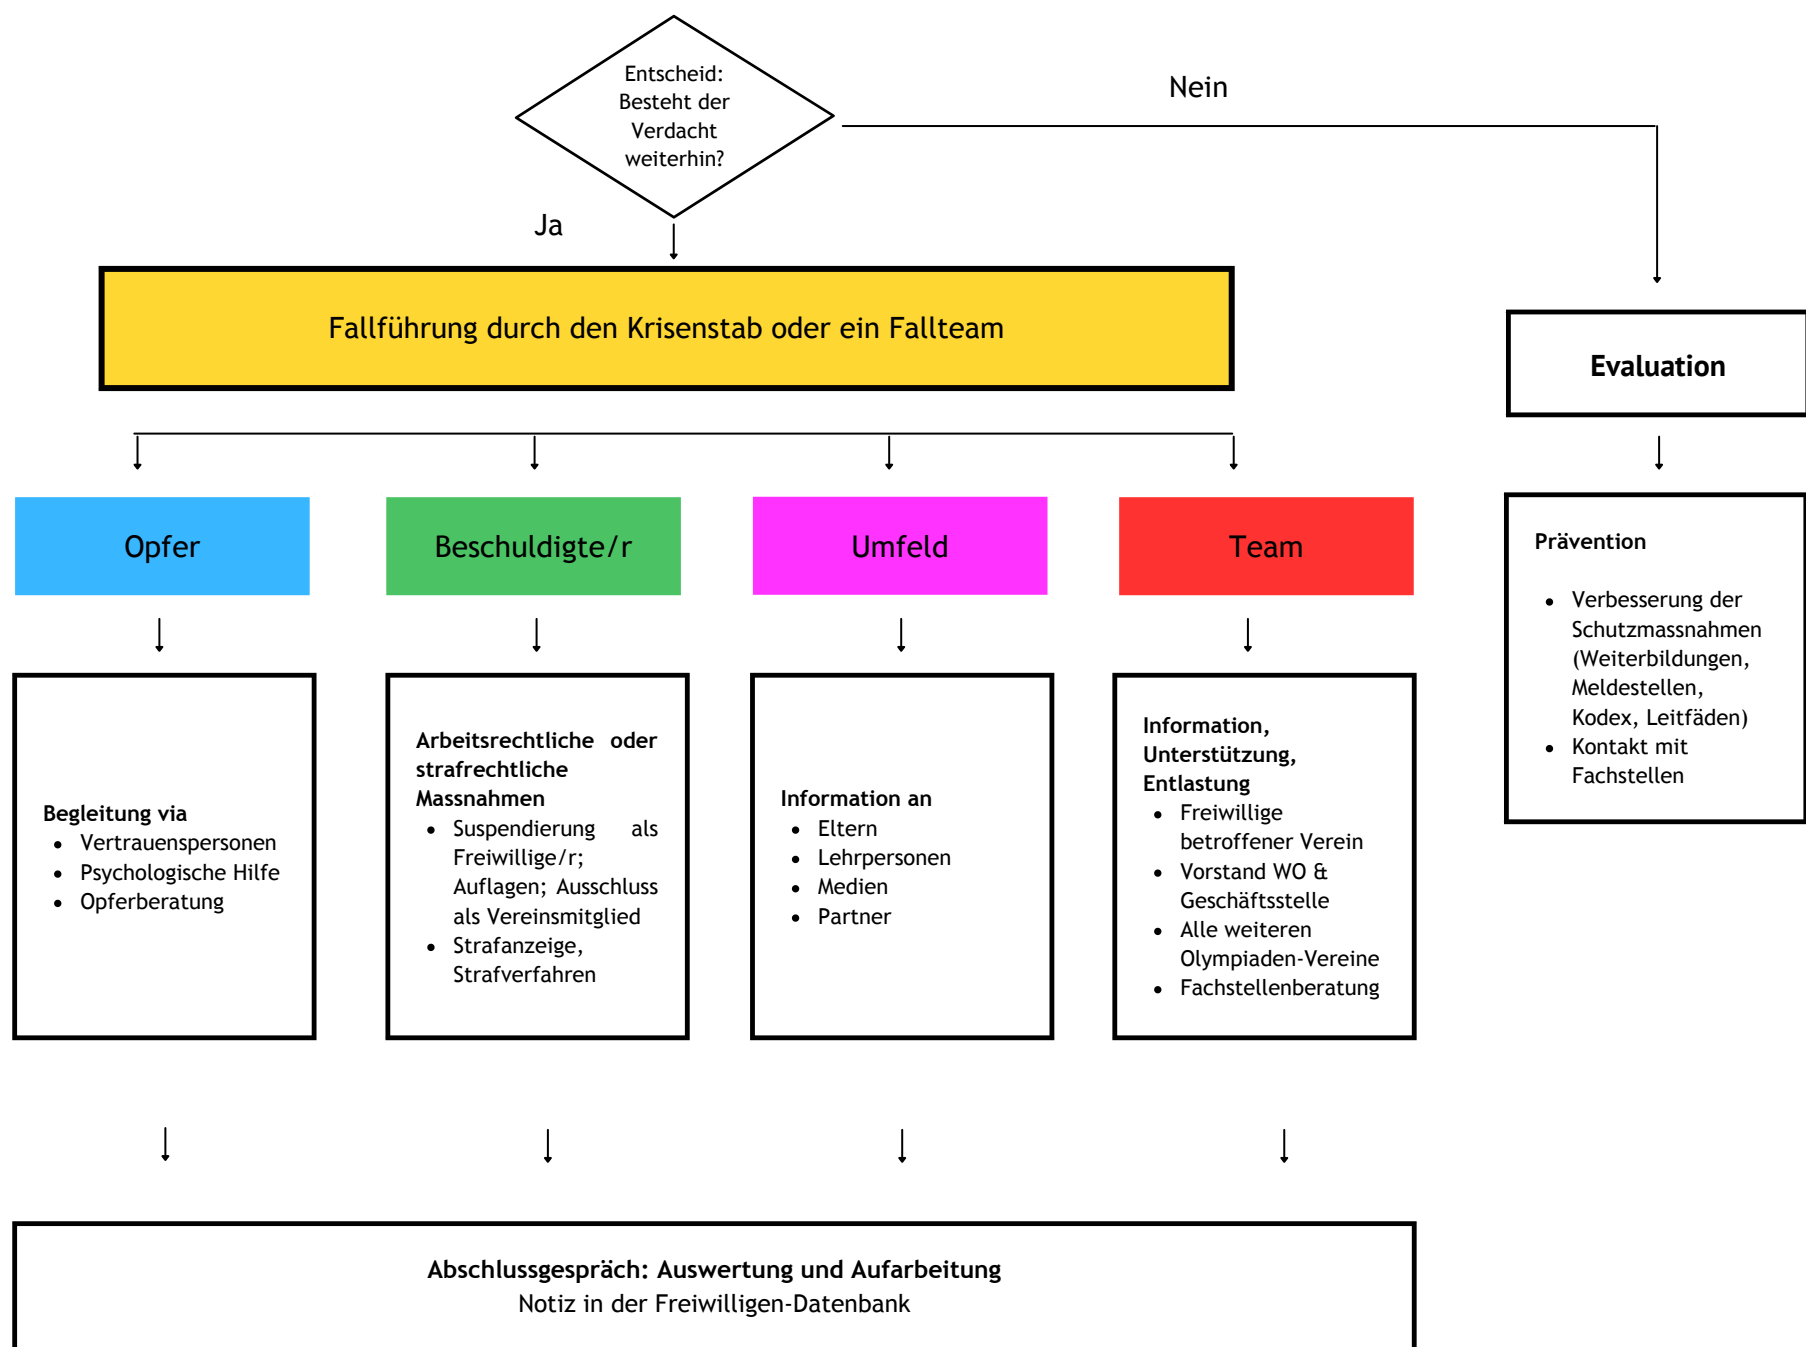 Entscheid:
Besteht der
Verdacht
weiterhin?
Nein
Ja
Fallführung durch den Krisenstab oder ein Fallteam
Evaluation
Opfer
Beschuldigte/r
Umfeld
Team
Begleitung via
• Vertrauenspersonen
• Psychologische Hilfe
• Opferberatung
Arbeitsrechtliche oder
strafrechtliche
Massnahmen
• Suspendierung als
Freiwillige/r;
Auflagen; Ausschluss
als Vereinsmitglied
• Strafanzeige,
Strafverfahren
Information an
• Eltern
• Lehrpersonen
• Medien
• Partner
Information,
Unterstützung,
Entlastung
• Freiwillige
betroffener Verein
• Vorstand WO &
Geschäftsstelle
• Alle weiteren
Olympiaden-Vereine
• Fachstellenberatung
Prävention
• Verbesserung der
Schutzmassnahmen
(Weiterbildungen,
Meldestellen,
Kodex, Leitfäden)
• Kontakt mit
Fachstellen
Abschlussgespräch: Auswertung und Aufarbeitung
Notiz in der Freiwilligen-Datenbank